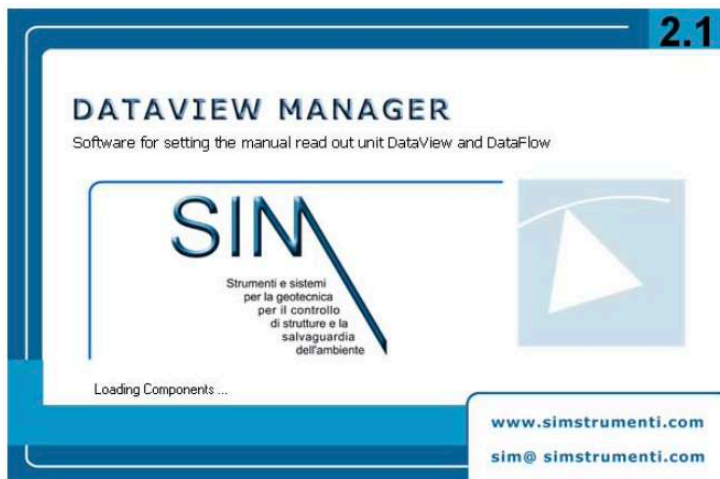 2.1
DATAVIEW MANAGER
Software for setting the manual read out unit DataView and DataFlow
SIM
Strumenti e sistemi
per la geotecnica
per il controllo
di strutture e la
salvaguardia
dell'ambiente
Loading Components ...
www.simstrumenti.com
sim@ simstrumenti.com